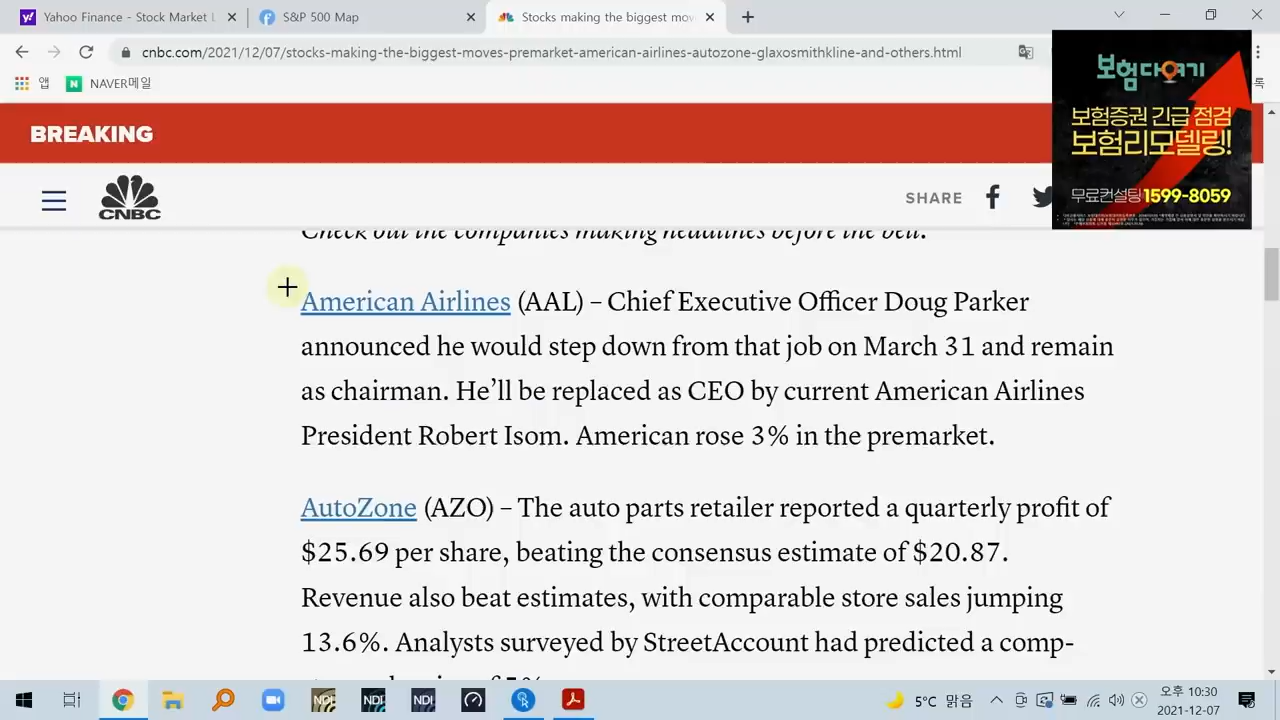 Yahoo Finance - Stock Market L
S&P 500 Map
Stocks making the biggest mov
cnbc.com/2021/12/07/stocks-making-the-biggest-moves-premarket-american-airlines-autozone-glaxosmithkline-and-others.html
앱
NAVER메일
록
보험다여기
보험증권 긴급 점검
보험리모델링!
무료컨설팅 1599-8059
BREAKING
CNBC
SHARE
Check out the companies making headlines before the bell.
American Airlines (AAL) – Chief Executive Officer Doug Parker
announced he would step down from that job on March 31 and remain
as chairman. He’ll be replaced as CEO by current American Airlines
President Robert Isom. American rose 3% in the premarket.
AutoZone (AZO) – The auto parts retailer reported a quarterly profit of
$25.69 per share, beating the consensus estimate of $20.87.
Revenue also beat estimates, with comparable store sales jumping
13.6%. Analysts surveyed by StreetAccount had predicted a comp-
of 5%
NDI
NDI
NDI
5°C 맑음
오후 10:30
2021-12-07